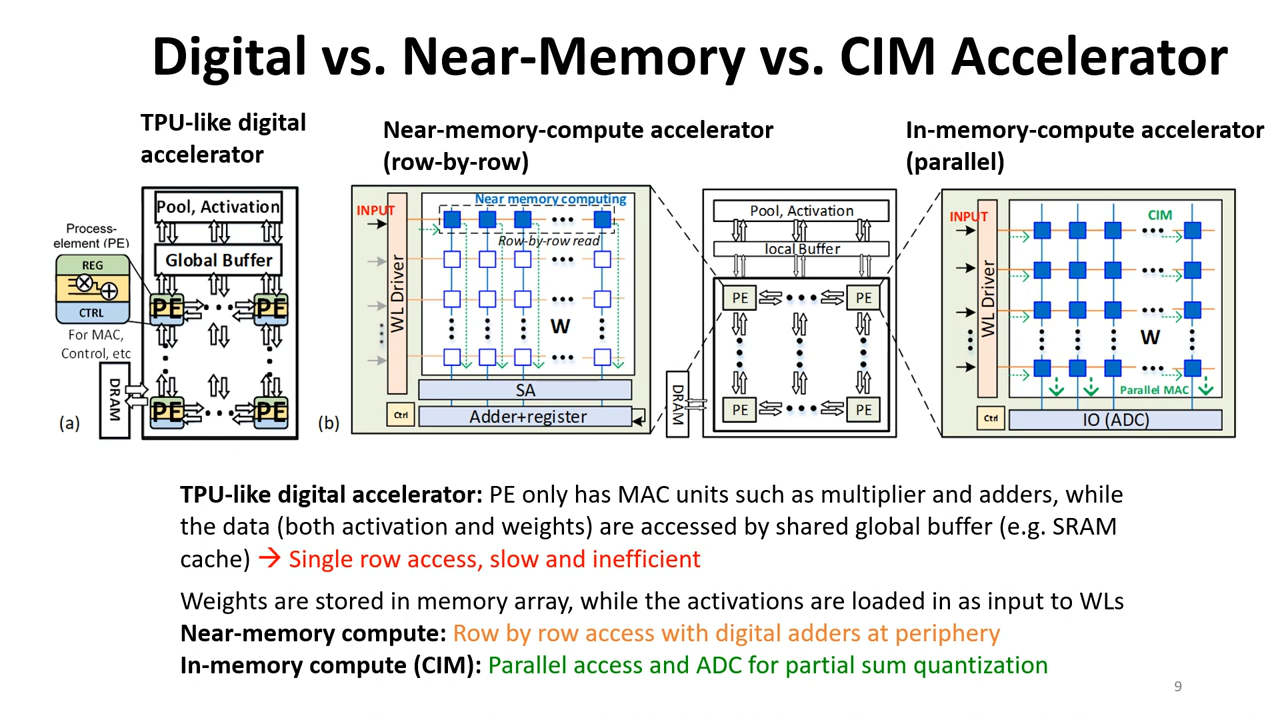 Digital vs. Near-Memory vs. CIM Accelerator
TPU-like digital
accelerator
Near-memory-compute accelerator
(row-by-row)
In-memory-compute accelerator
(parallel)
Process-
element (PE)
REG
CTRL
For MAC,
Control, etc
Pool, Activation
Global Buffer
PE
PE
PE
PE
DRAM
(a)
(b)
INPUT
WL Driver
Near memory computing
Row-by-row read
W
SA
Ctrl
Adder+register
Pool, Activation
local Buffer
PE
PE
PE
PE
DRAM
INPUT
WL Driver
CIM
W
Parallel MAC
Ctrl
IO (ADC)
TPU-like digital accelerator: PE only has MAC units such as multiplier and adders, while
the data (both activation and weights) are accessed by shared global buffer (e.g. SRAM
cache) → Single row access, slow and inefficient
Weights are stored in memory array, while the activations are loaded in as input to WLs
Near-memory compute: Row by row access with digital adders at periphery
In-memory compute (CIM): Parallel access and ADC for partial sum quantization
9